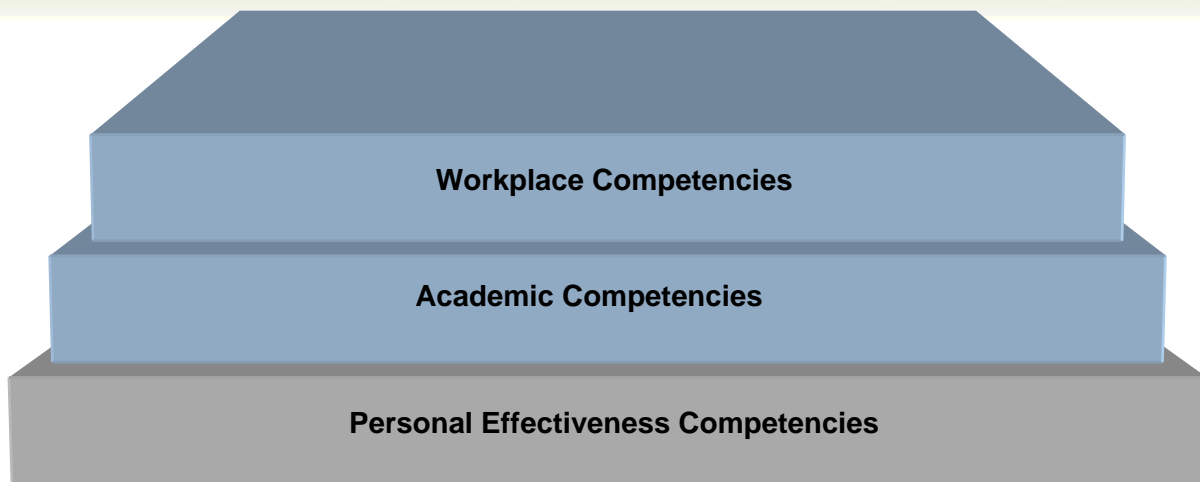 Workplace Competencies
Academic Competencies
Personal Effectiveness Competencies